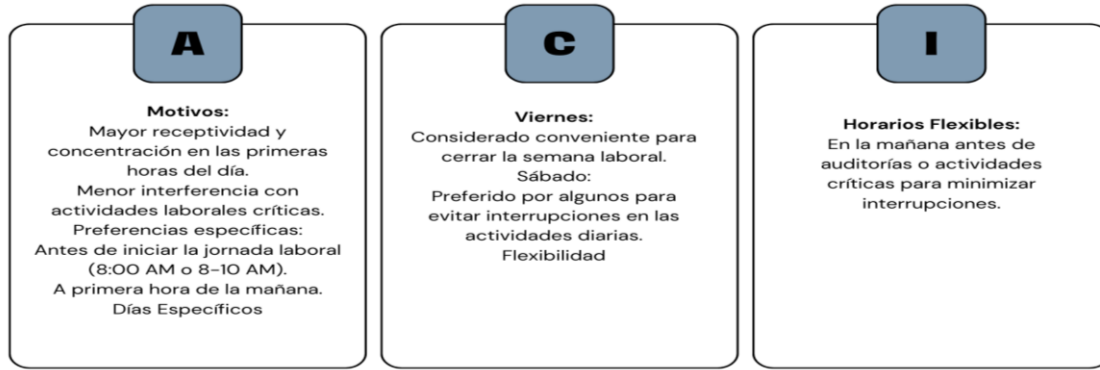 A
Motivos:
Mayor receptividad y
concentración en las primeras
horas del día.
Menor interferencia con
actividades laborales críticas.
Preferencias específicas:
Antes de iniciar la jornada laboral
(8:00 AM o 8-10 AM).
A primera hora de la mañana.
Días Específicos
C
Viernes:
Considerado conveniente para
cerrar la semana laboral.
Sábado:
Preferido por algunos para
evitar interrupciones en las
actividades diarias.
Flexibilidad
I
Horarios Flexibles:
En la mañana antes de
auditorías o actividades
críticas para minimizar
interrupciones.